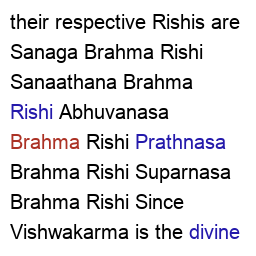 their respective Rishis are
Sanaga Brahma Rishi
Sanaathana Brahma
Rishi Abhuvanasa
Brahma Rishi Prathnasa
Brahma Rishi Suparnasa
Brahma Rishi Since
Vishwakarma is the divine